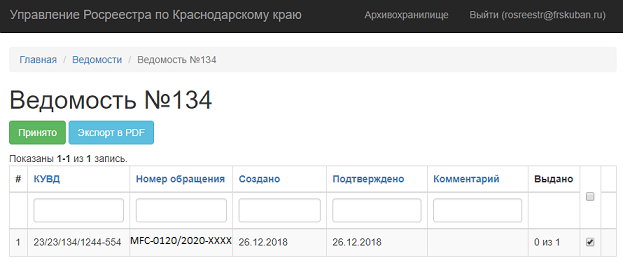 Управление Росреестра по Краснодарскому краю Архивохранилище Выйти (rosreestr@frskuban.ru)
Главная / Ведомости / Ведомость №134
Ведомость №134
Принято Экспорт в PDF
Показаны 1-1 из 1 запись.
# КУВД Номер обращения Создано Подтверждено Комментарий Выдано
1 23/23/134/1244-554 MFC-0120/2020-XXXX 26.12.2018 26.12.2018 0 из 1